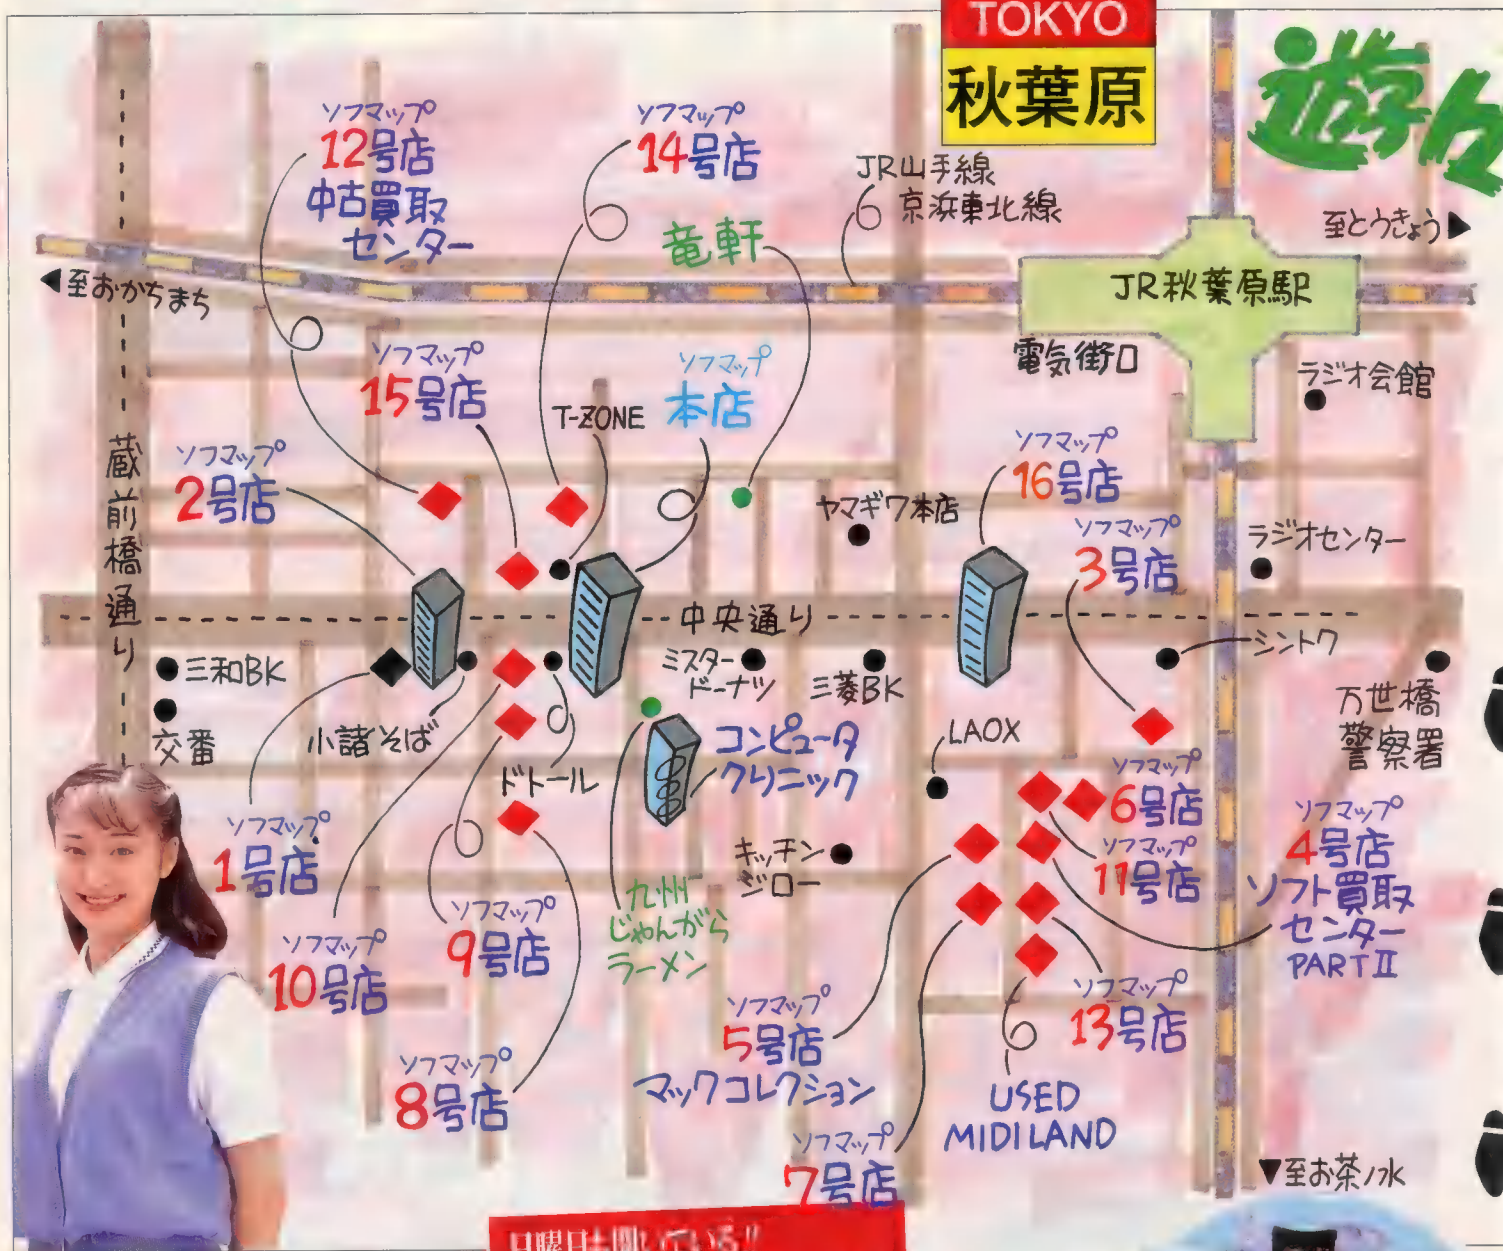 TOKYO
秋葉原
遊々
ソフマップ
12号店
中古買取
センター
ソフマップ
14号店
竜軒
JR山手線
京浜東北線
至とうきょう▶
◀至おかちまち
JR秋葉原駅
電気街口
ラジオ会館
ソフマップ
15号店
T-ZONE
ソフマップ
本店
ソフマップ
2号店
蔵前橋通り
ヤマギワ本店
ソフマップ
16号店
ソフマップ
3号店
ラジオセンター
中央通り
シントク
三和BK
交番
小諸そば
ドトール
ミスター
ドーナツ
三菱BK
万世橋
警察署
コンピュータ
クリニック
LAOX
ソフマップ
6号店
ソフマップ
11号店
ソフマップ
4号店
ソフト買取
センター
PARTⅡ
ソフマップ
1号店
キッチン
ジロー
九州
じゃんがら
ラーメン
ソフマップ
9号店
ソフマップ
10号店
ソフマップ
8号店
ソフマップ
5号店
マックコレクション
ソフマップ
13号店
USED
MIDI LAND
ソフマップ
7号店
▼至お茶ノ水
日曜日も開いている!!